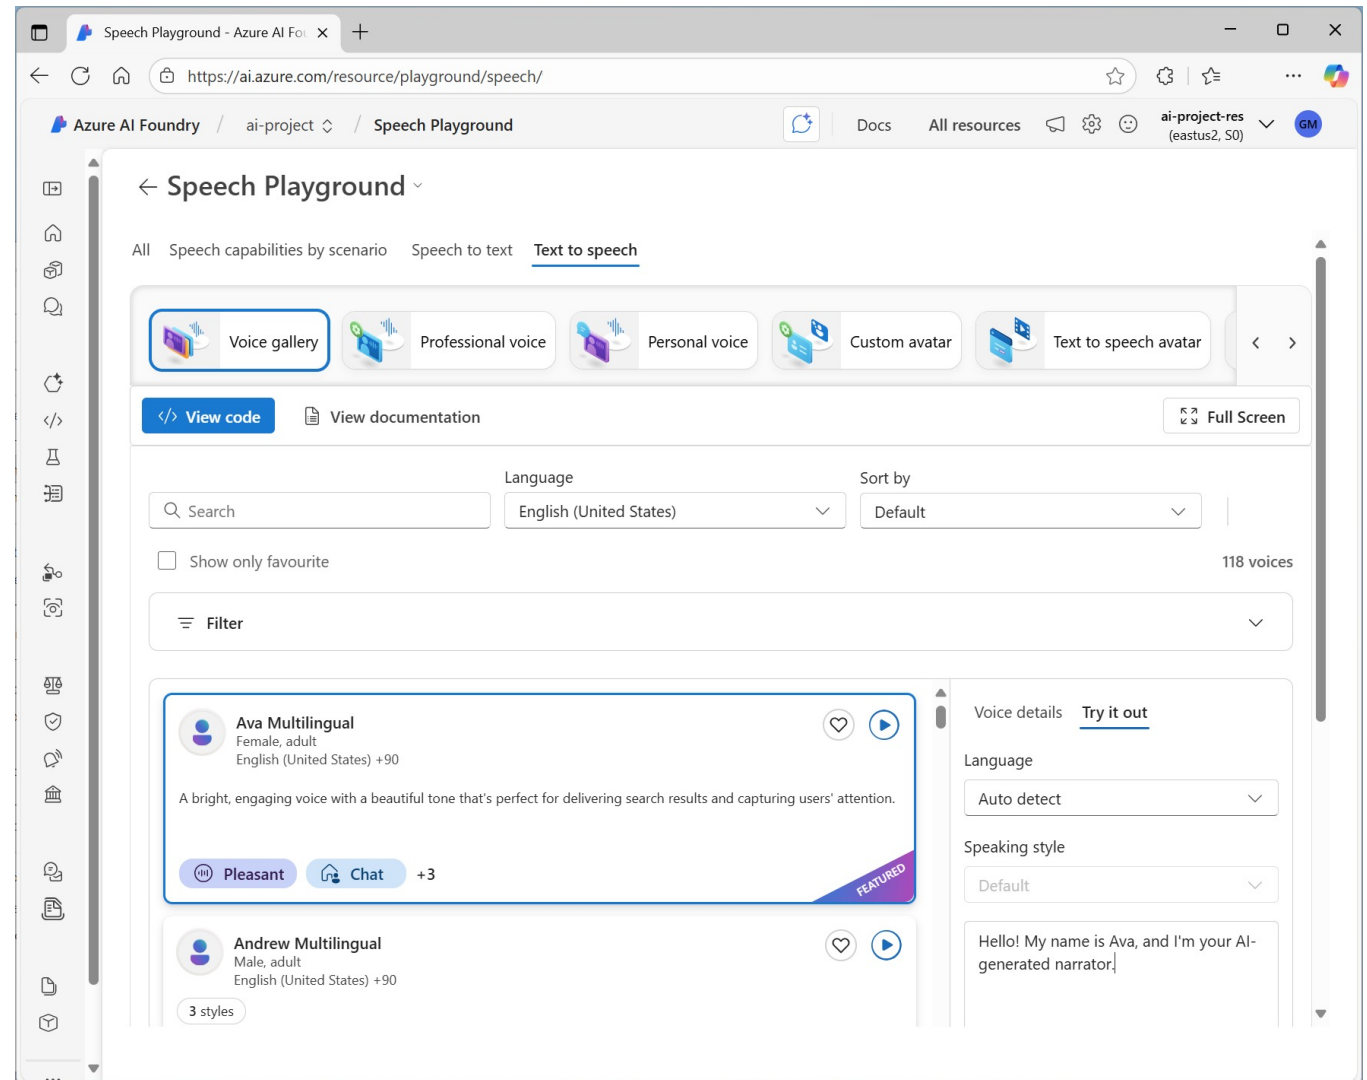 Speech Playground - Azure AI Fou
https://ai.azure.com/resource/playground/speech/
Azure AI Foundry / ai-project / Speech Playground
Docs
All resources
ai-project-res
(eastus2, S0)
GM
Speech Playground
All
Speech capabilities by scenario
Speech to text
Text to speech
Voice gallery
Professional voice
Personal voice
Custom avatar
Text to speech avatar
</> View code
View documentation
Full Screen
Language
Sort by
Search
English (United States)
Default
Show only favourite
118 voices
Filter
Ava Multilingual
Female, adult
English (United States) +90
A bright, engaging voice with a beautiful tone that's perfect for delivering search results and capturing users' attention.
Pleasant
Chat
+3
FEATURED
Andrew Multilingual
Male, adult
English (United States) +90
3 styles
Voice details
Try it out
Language
Auto detect
Speaking style
Default
Hello! My name is Ava, and I'm your AI-
generated narrator.